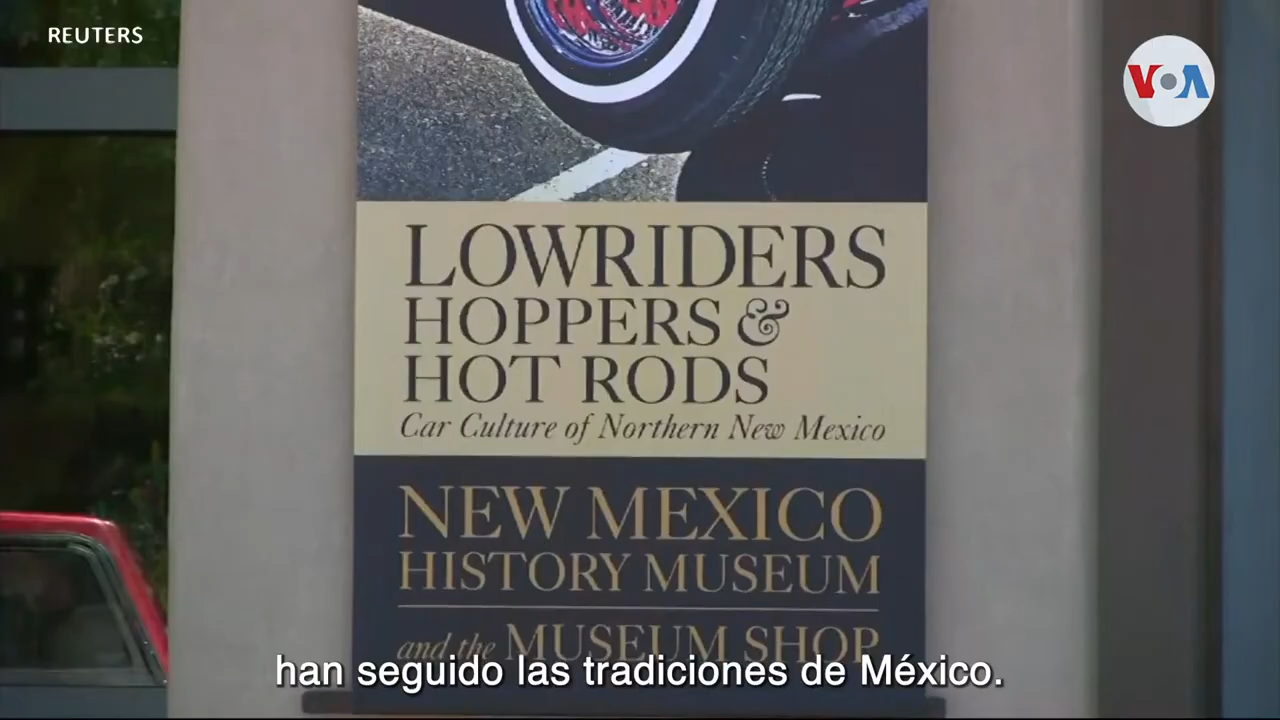 REUTERS
VOA
LOWRIDERS
HOPPERS &
HOT RODS
Car Culture of Northern New Mexico
NEW MEXICO
HISTORY MUSEUM
and the MUSEUM SHOP
han seguido las tradiciones de México.